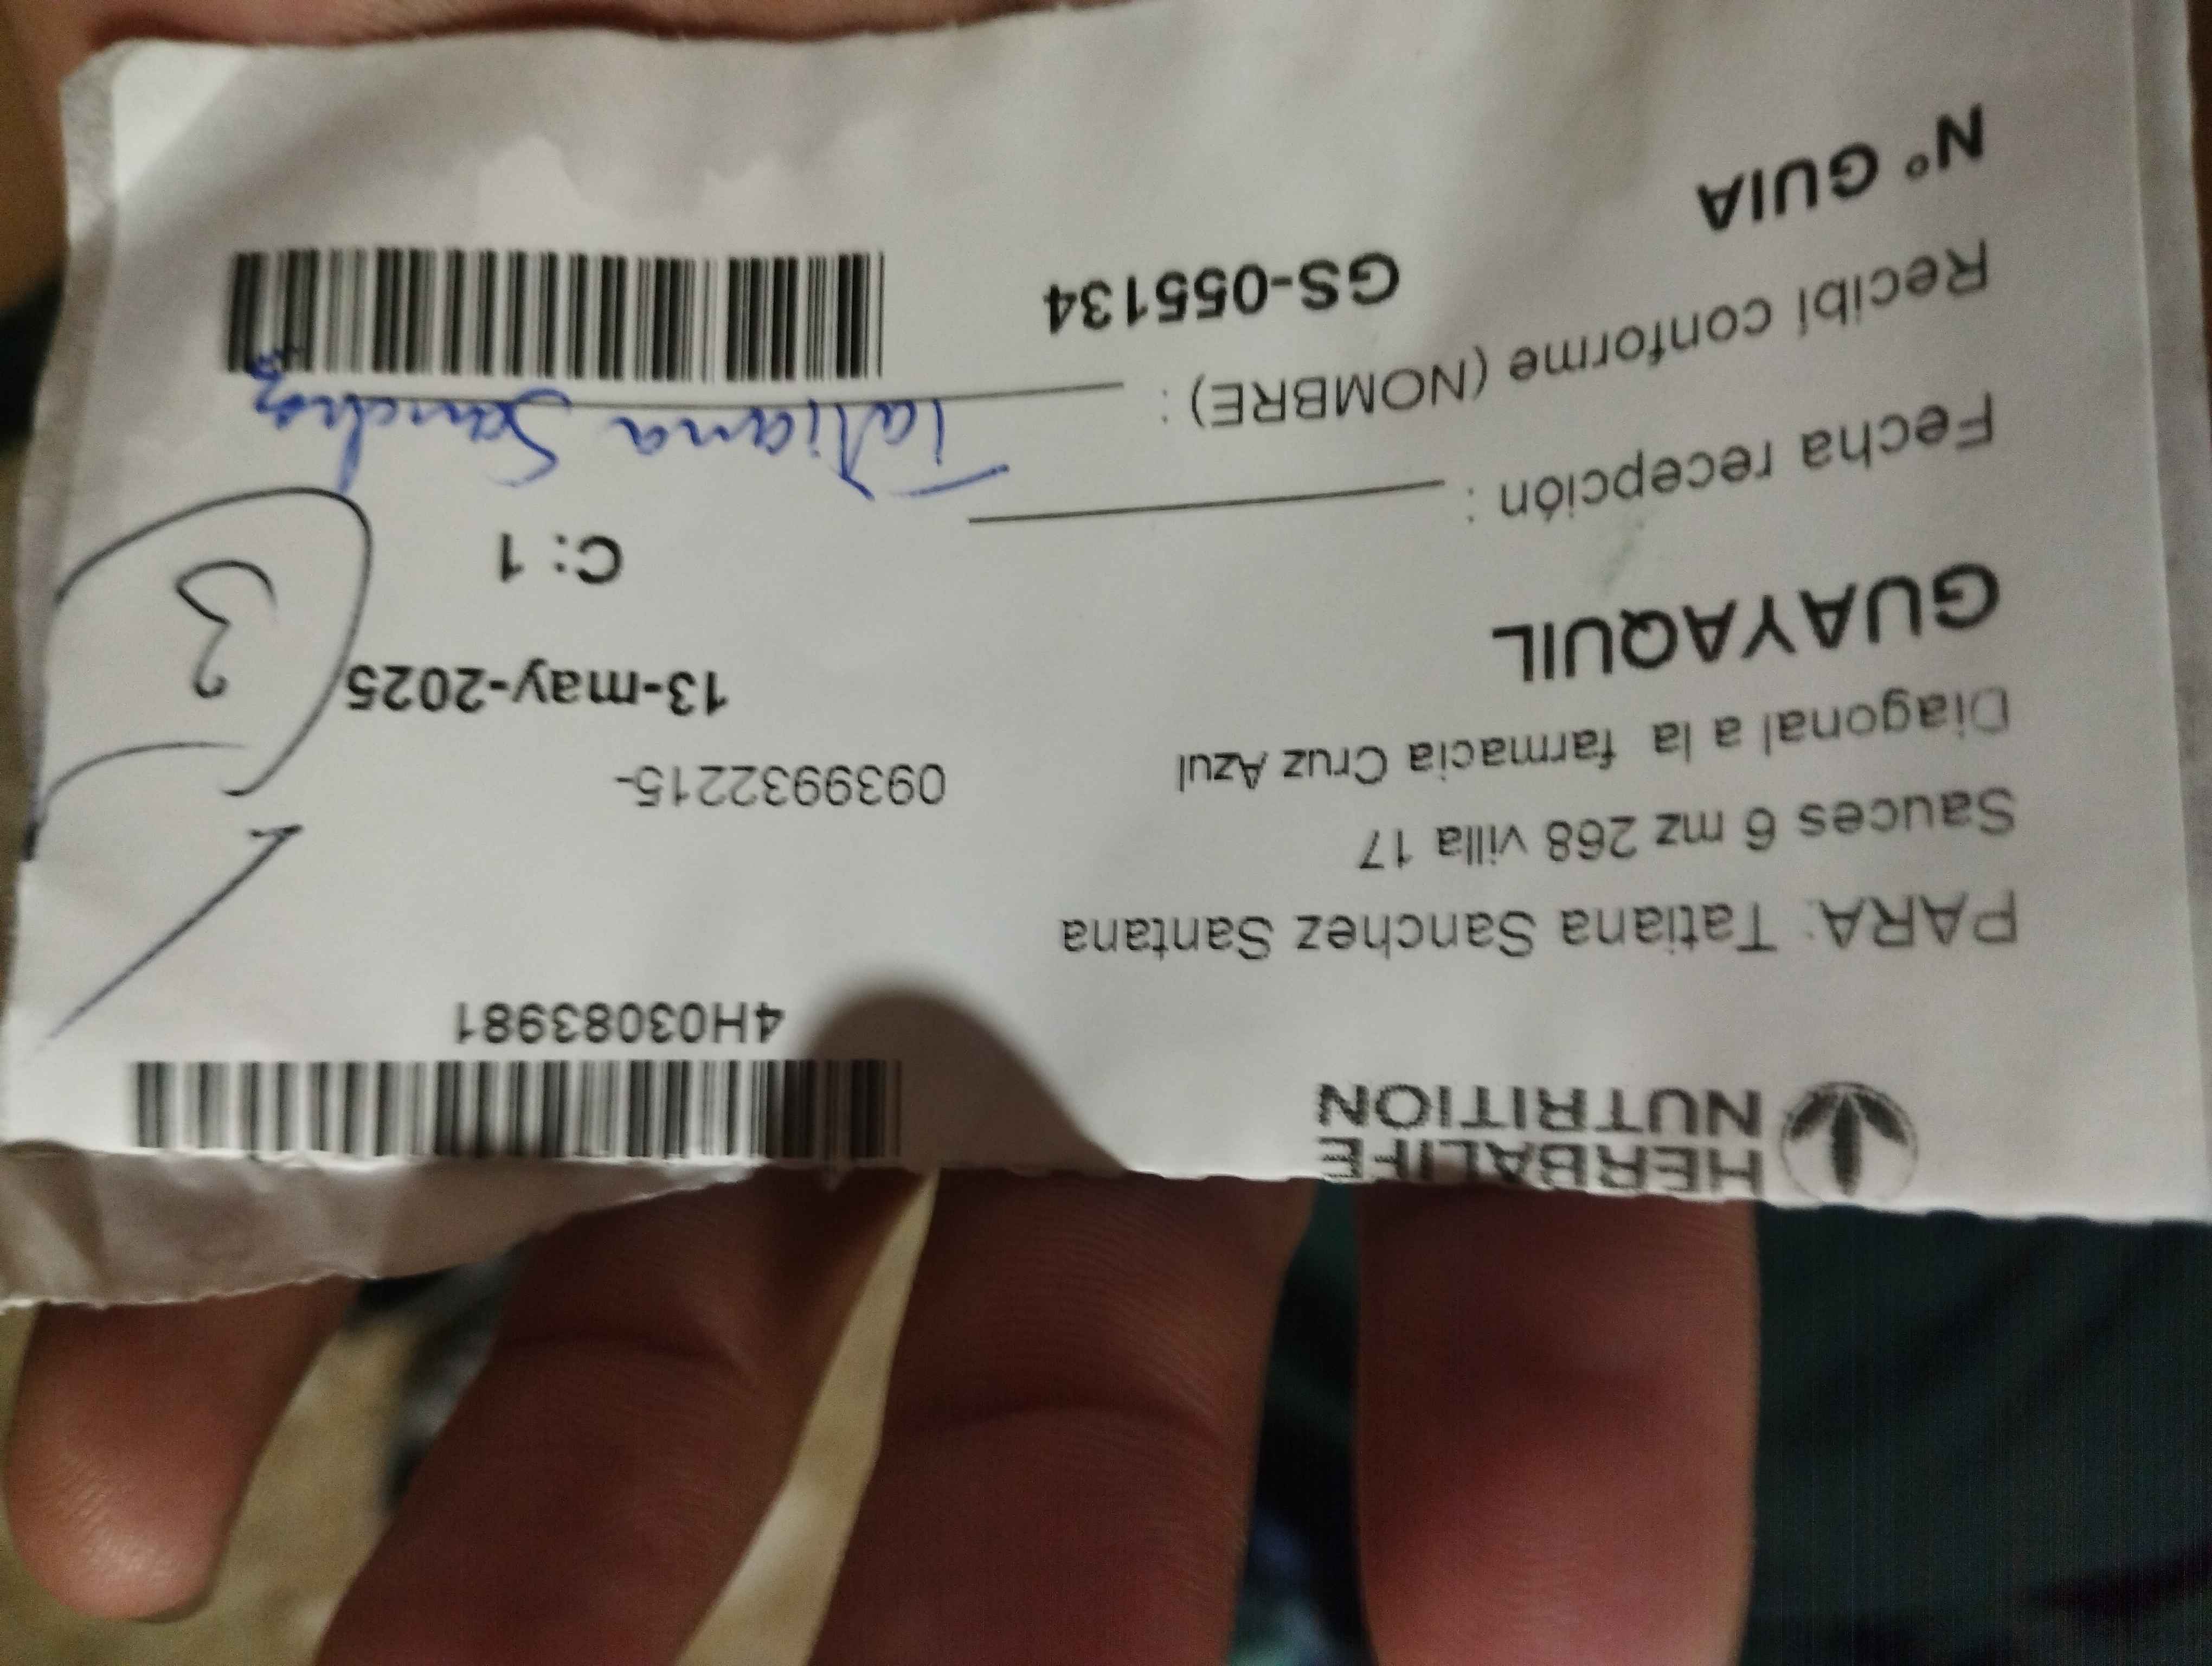 HERBALIFE
NUTRITION
4H03083981
PARA: Tatiana Sanchez Santana
Sauces 6 mz 268 villa 17
0939932215-
Diagonal a la farmacia Cruz Azul
13-may-2025
3
GUAYAQUIL
C: 1
Fecha recepción :
Tatiana Sanchez
Recibí conforme (NOMBRE) :
GS-055134
N° GUIA